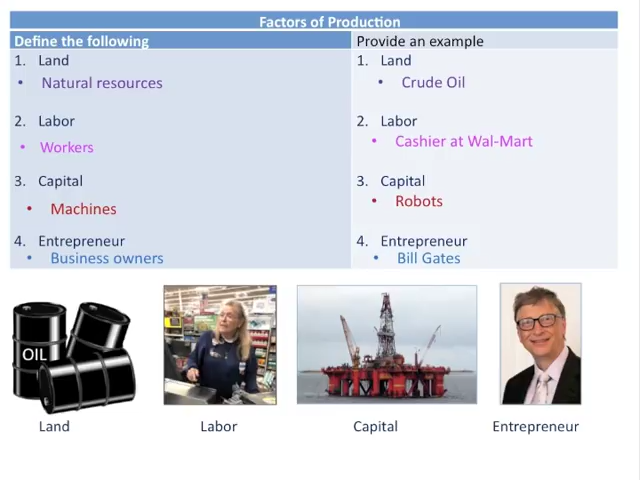 Factors of Production
Define the following
Provide an example
1. Land
• Natural resources
2. Labor
• Workers
3. Capital
• Machines
4. Entrepreneur
• Business owners
1. Land
• Crude Oil
2. Labor
• Cashier at Wal-Mart
3. Capital
• Robots
4. Entrepreneur
• Bill Gates
OIL
Land
Labor
Capital
Entrepreneur